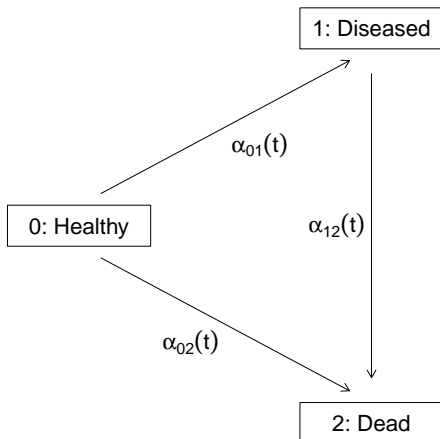 1: Diseased
α₀₁(t)
0: Healthy
α₁₂(t)
α₀₂(t)
2: Dead